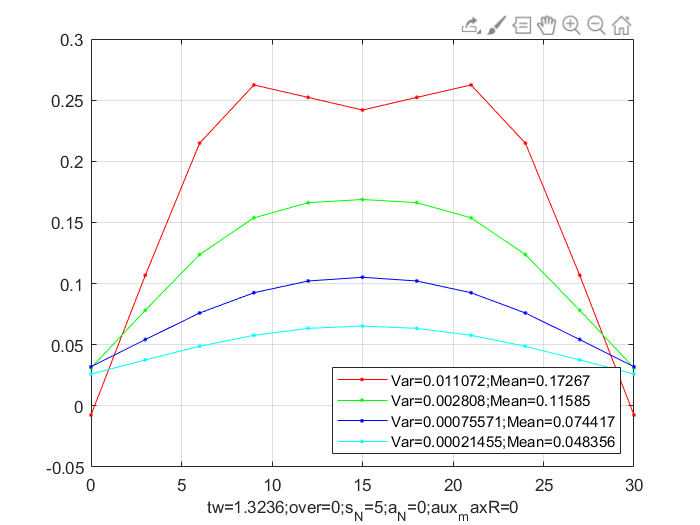 0.3
0.25
0.2
0.15
0.1
0.05
0
-0.05
0 5 10 15 20 25 30
Var=0.011072;Mean=0.17267
Var=0.002808;Mean=0.11585
Var=0.00075571;Mean=0.074417
Var=0.00021455;Mean=0.048356
tw=1.3236;over=0;s_N=5;a_N=0;aux_maxR=0